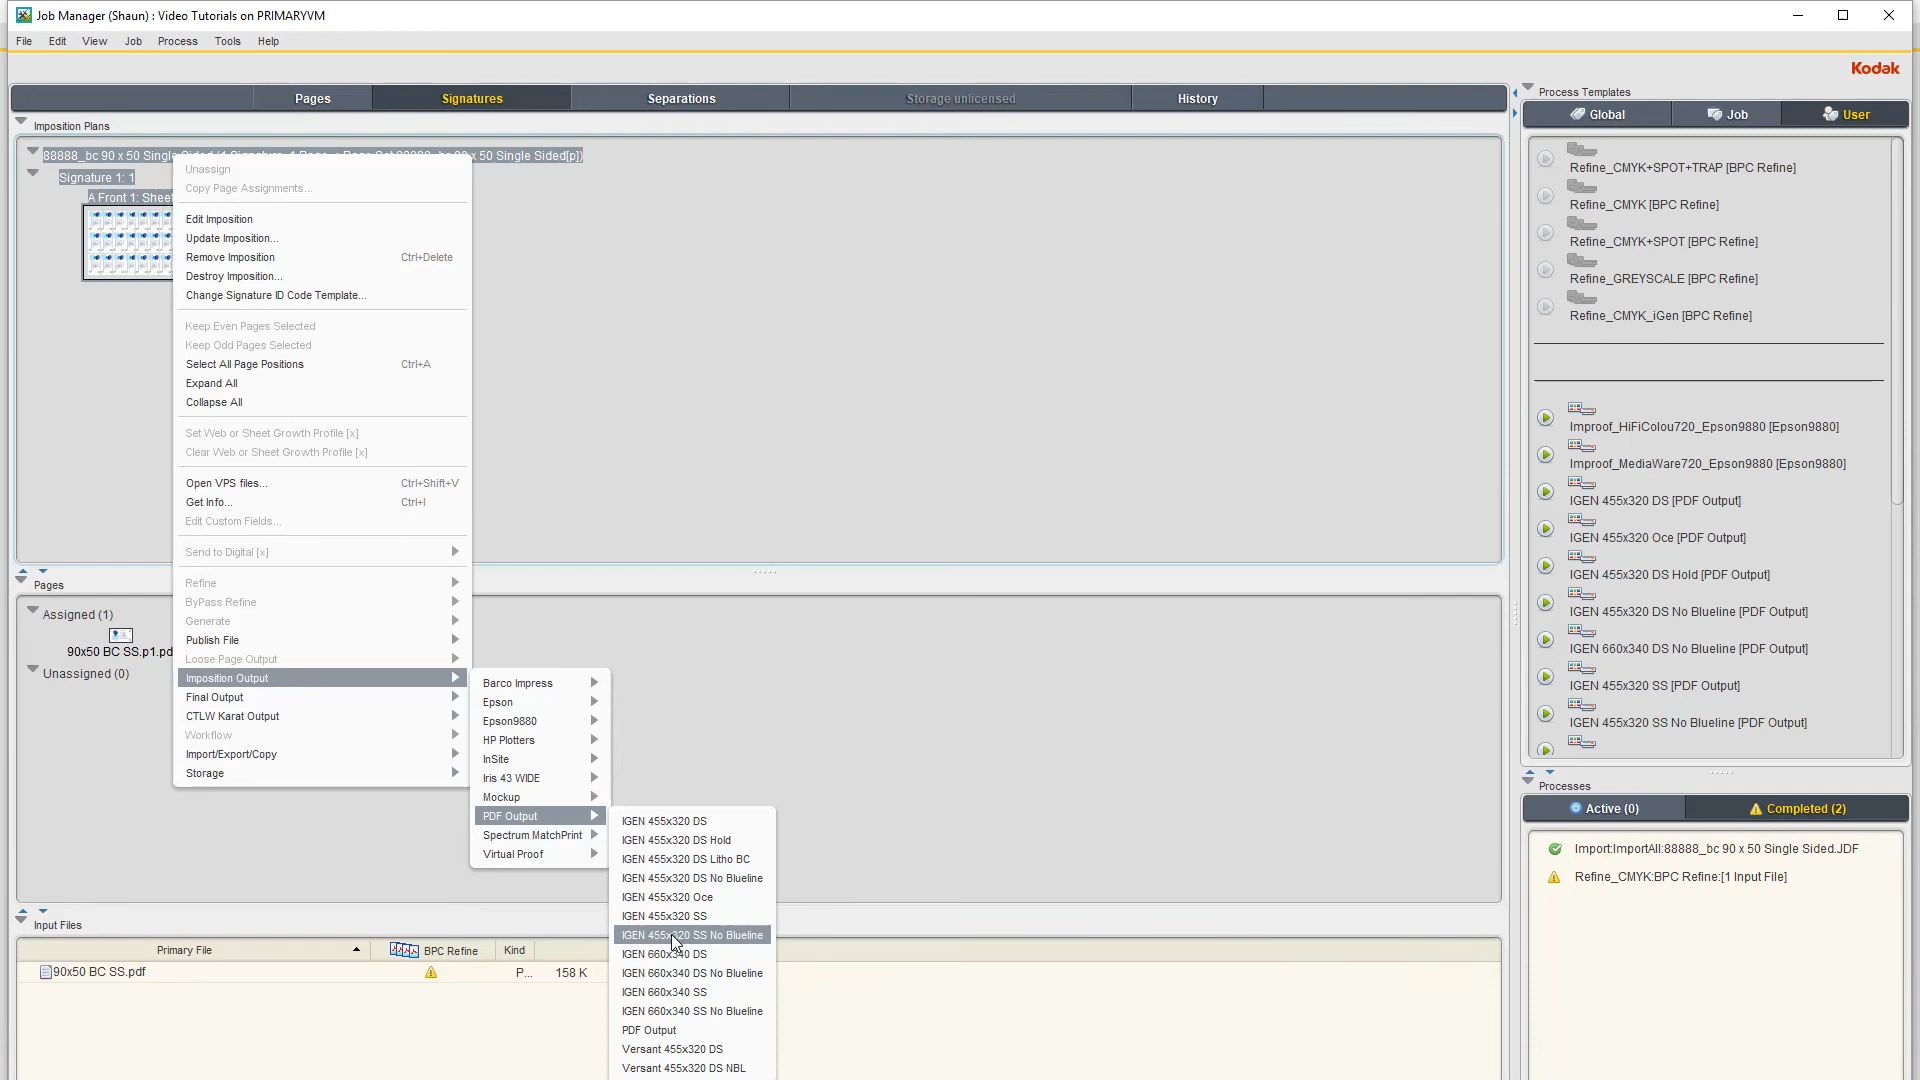 Job Manager (Shaun) : Video Tutorials on PRIMARYVM
File Edit View Job Process Tools Help
Kodak
Pages Signatures Separations Storage unlicensed History
Imposition Plans
88888_bc 90 x 50 Single Sided (1 Signature, 1 Page x 50 Single Sided[p])
Signature 1: 1
A Front 1: Sheet
Unassign
Copy Page Assignments...
Edit Imposition
Update Imposition...
Remove Imposition Ctrl+Delete
Destroy Imposition...
Change Signature ID Code Template...
Keep Even Pages Selected
Keep Odd Pages Selected
Select All Page Positions Ctrl+A
Expand All
Collapse All
Set Web or Sheet Growth Profile [x]
Clear Web or Sheet Growth Profile [x]
Open VPS files... Ctrl+Shift+V
Get Info... Ctrl+I
Edit Custom Fields...
Send to Digital [x]
Refine
ByPass Refine
Generate
Publish File
Loose Page Output
Imposition Output
Final Output
CTLW Karat Output
Workflow
Import/Export/Copy
Storage
Barco Impress
Epson
Epson9880
HP Plotters
InSite
Iris 43 WIDE
Mockup
PDF Output
Spectrum MatchPrint
Virtual Proof
IGEN 455x320 DS
IGEN 455x320 DS Hold
IGEN 455x320 DS Litho BC
IGEN 455x320 DS No Blueline
IGEN 455x320 Oce
IGEN 455x320 SS
IGEN 455x320 SS No Blueline
IGEN 660x340 DS
IGEN 660x340 DS No Blueline
IGEN 660x340 SS
IGEN 660x340 SS No Blueline
PDF Output
Versant 455x320 DS
Versant 455x320 DS NBL
Pages
Assigned (1)
90x50 BC SS.p1.pd
Unassigned (0)
Input Files
Primary File BPC Refine Kind
90x50 BC SS.pdf P... 158 K
Process Templates
Global Job User
Refine_CMYK+SPOT+TRAP [BPC Refine]
Refine_CMYK [BPC Refine]
Refine_CMYK+SPOT [BPC Refine]
Refine_GREYSCALE [BPC Refine]
Refine_CMYK_iGen [BPC Refine]
Improof_HiFiColou720_Epson9880 [Epson9880]
Improof_MediaWare720_Epson9880 [Epson9880]
IGEN 455x320 DS [PDF Output]
IGEN 455x320 Oce [PDF Output]
IGEN 455x320 DS Hold [PDF Output]
IGEN 455x320 DS No Blueline [PDF Output]
IGEN 660x340 DS No Blueline [PDF Output]
IGEN 455x320 SS [PDF Output]
IGEN 455x320 SS No Blueline [PDF Output]
Processes
Active (0) Completed (2)
Import:ImportAll:88888_bc 90 x 50 Single Sided.JDF
Refine_CMYK:BPC Refine:[1 Input File]